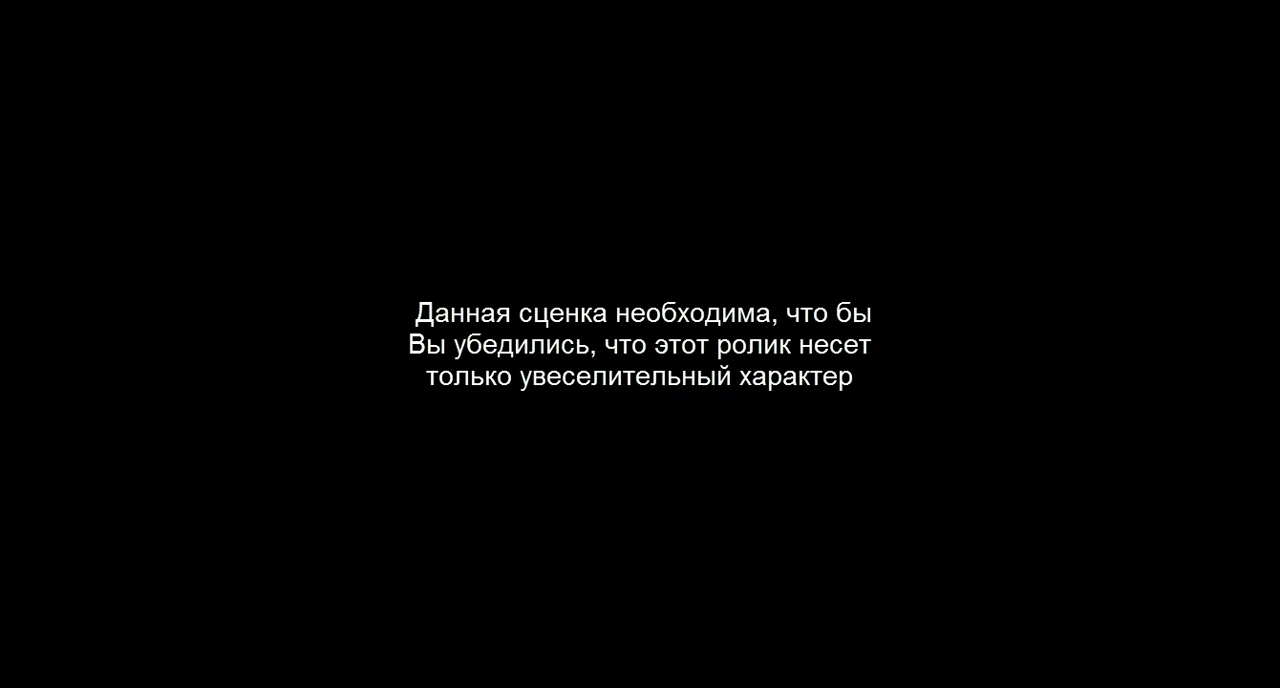 Данная сценка необходима, что бы
Вы убедились, что этот ролик несет
только увеселительный характер